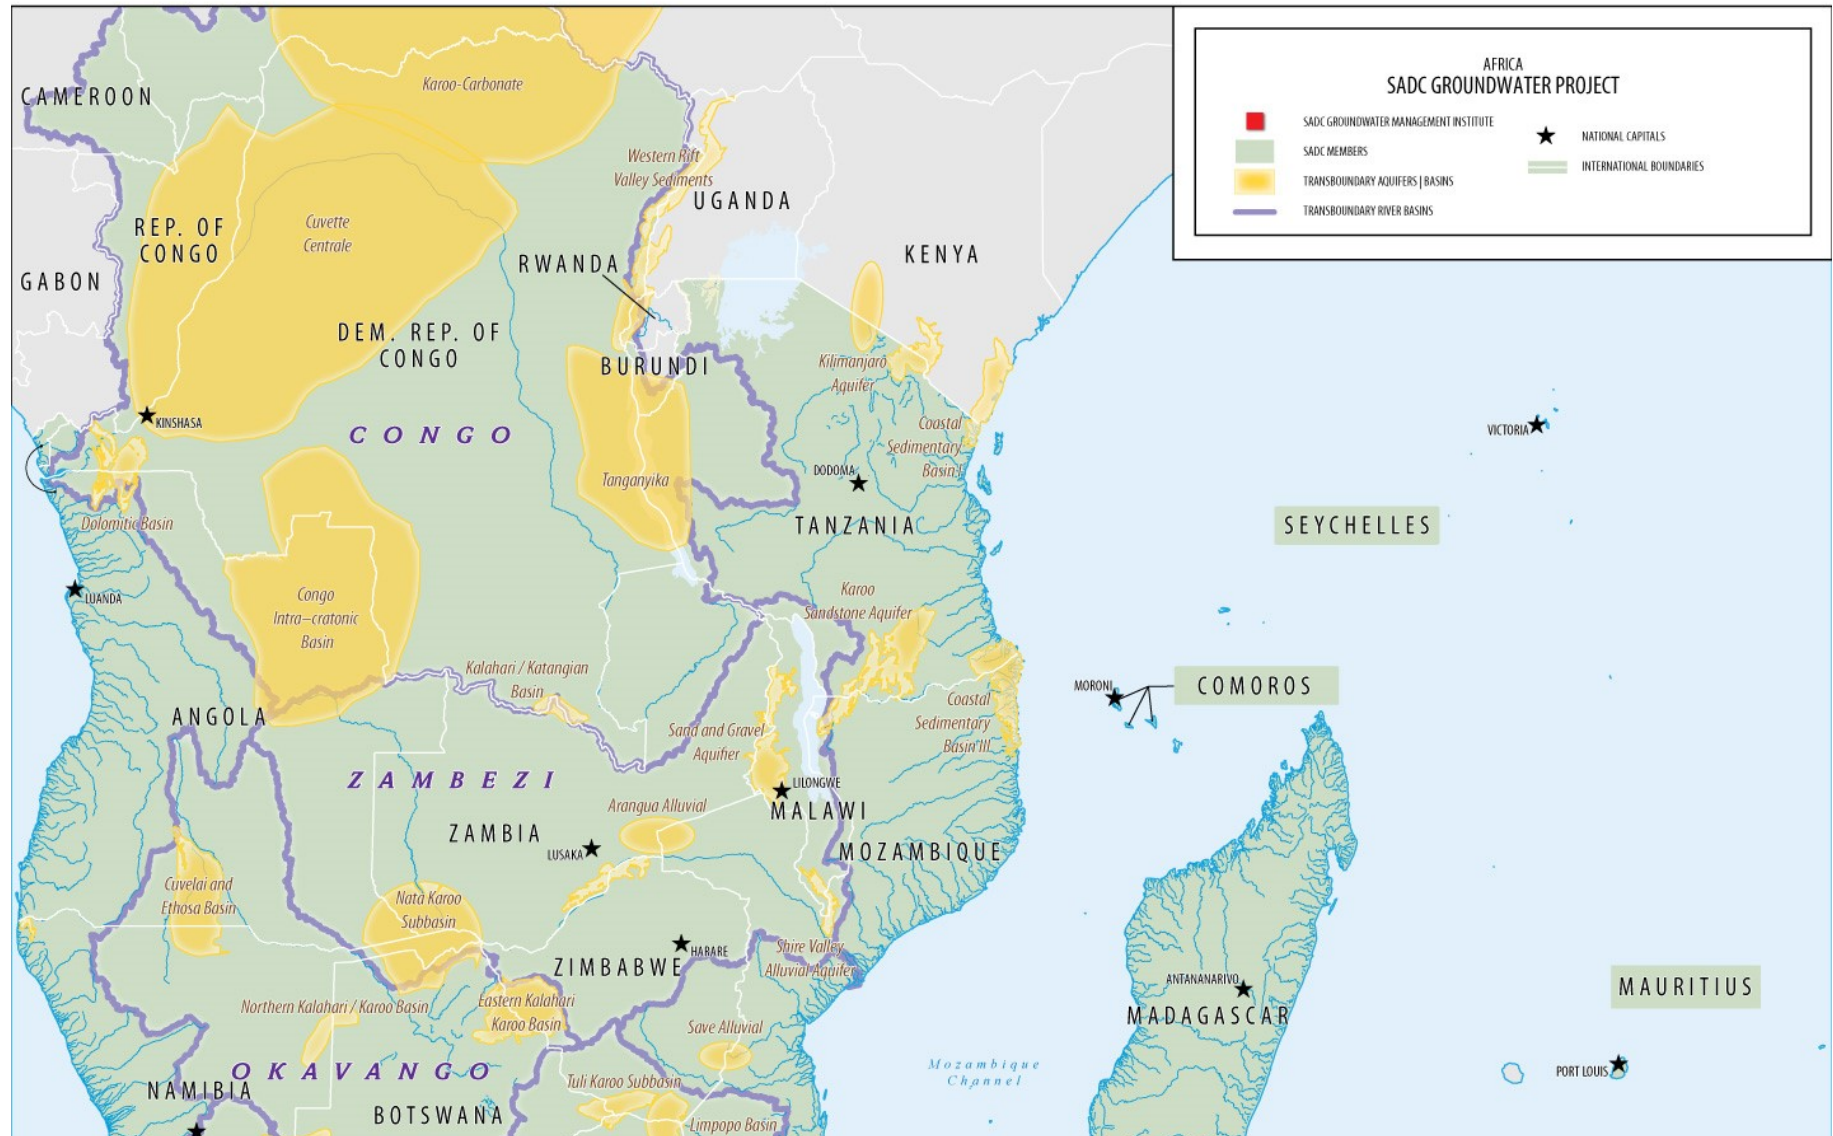 AFRICA
SADC GROUNDWATER PROJECT
SADC GROUNDWATER MANAGEMENT INSTITUTE
SADC MEMBERS
TRANSBOUNDARY AQUIFERS | BASINS
TRANSBOUNDARY RIVER BASINS
NATIONAL CAPITALS
INTERNATIONAL BOUNDARIES
CAMEROON
Karoo-Carbonate
Western Rift
Valley Sediments
UGANDA
REP. OF
CONGO
Cuvette
Centrale
GABON
RWANDA
KENYA
DEM. REP. OF
CONGO
BURUNDI
Kilimanjaro
Aquifer
KINSHASA
CONGO
Coastal
Sedimentary
Basin I
VICTORIA
DODOMA
Tanganyika
Dolomitic Basin
TANZANIA
SEYCHELLES
LUANDA
Congo
Intra–cratonic
Basin
Karoo
Sandstone Aquifer
Kalahari / Katangian
Basin
MORONI
COMOROS
ANGOLA
Sand and Gravel
Aquifier
Coastal
Sedimentary
Basin III
ZAMBEZI
LILONGWE
MALAWI
Arangua Alluvial
ZAMBIA
LUSAKA
MOZAMBIQUE
Cuvelai and
Ethosa Basin
Nata Karoo
Subbasin
HARARE
ZIMBABWE
Shire Valley
Alluvial Aquifer
Northern Kalahari / Karoo Basin
Eastern Kalahari
Karoo Basin
Save Alluvial
ANTANANARIVO
MADAGASCAR
MAURITIUS
OKAVANGO
NAMIBIA
Tuli Karoo Subbasin
Mozambique
Channel
PORT LOUIS
BOTSWANA
Limpopo Basin